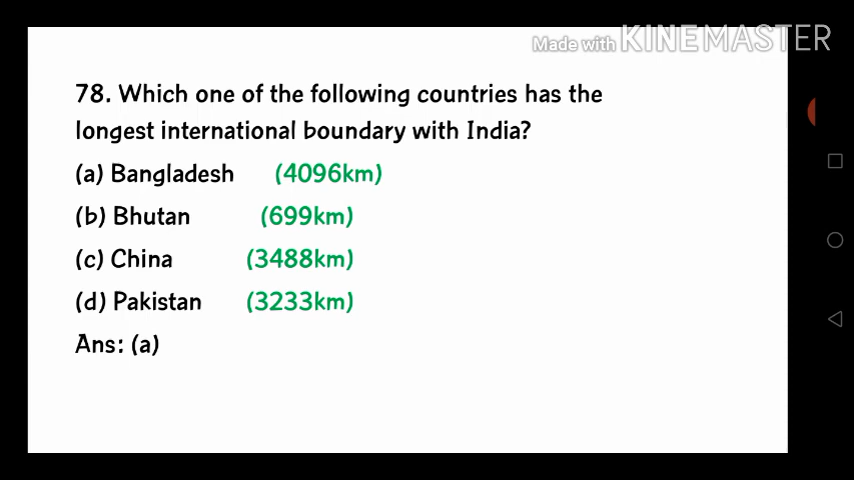 Made with KINEMASTER
78. Which one of the following countries has the
longest international boundary with India?
(a) Bangladesh (4096km)
(b) Bhutan (699km)
(c) China (3488km)
(d) Pakistan (3233km)
Ans: (a)